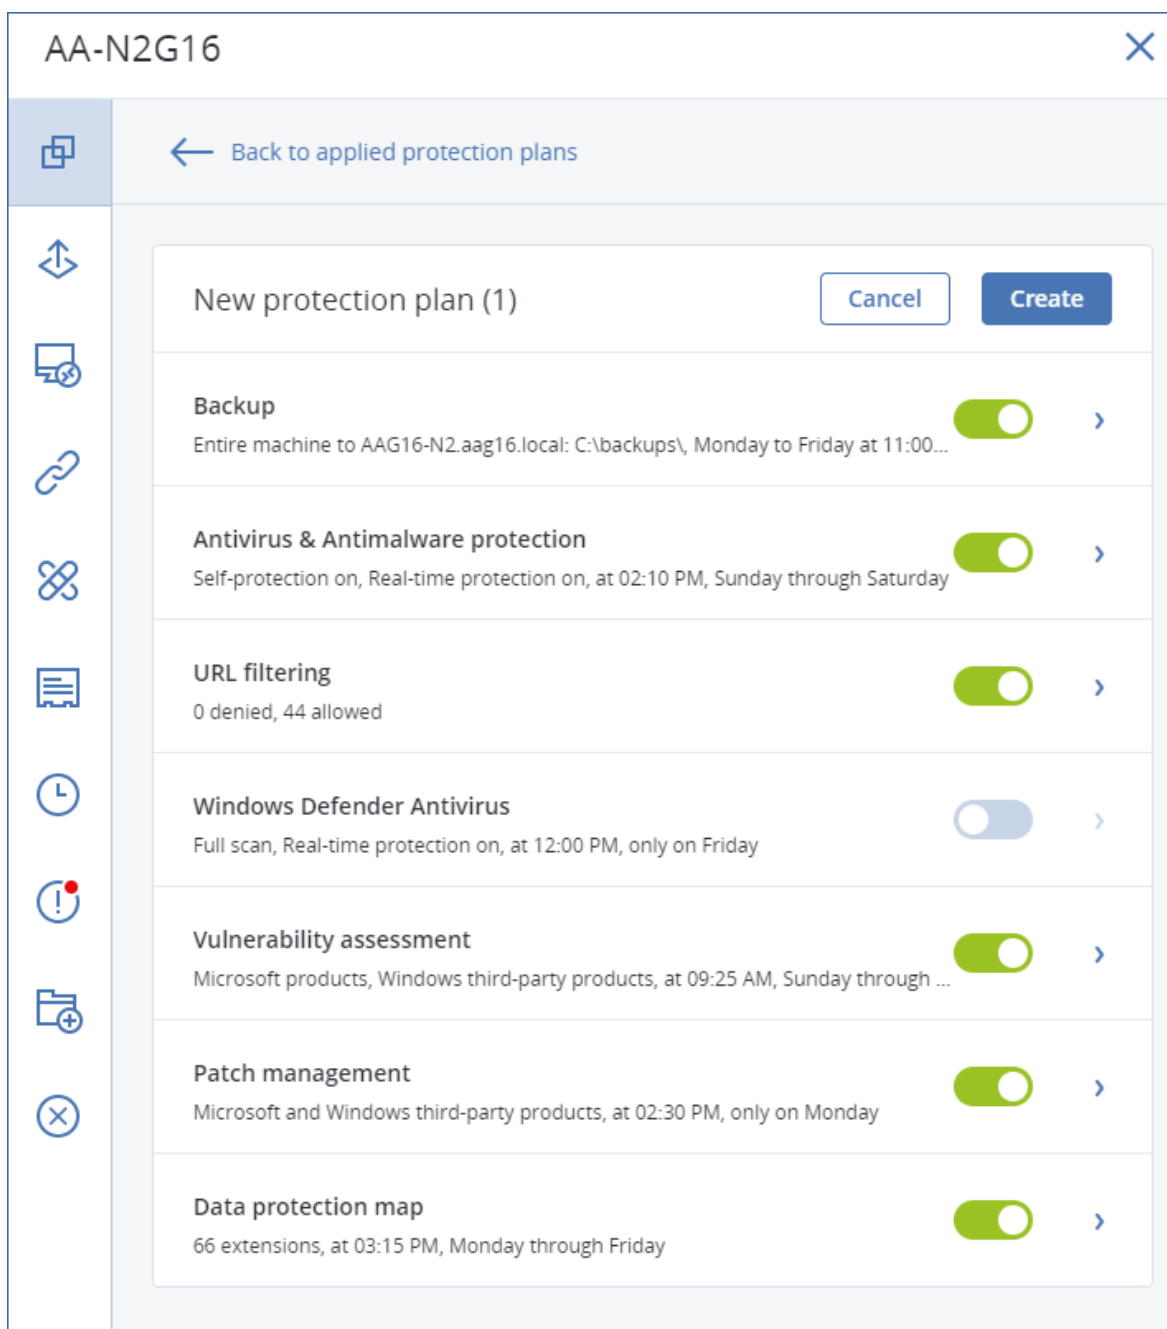 AA-N2G16
Back to applied protection plans
New protection plan (1)
Cancel
Create
Backup
Entire machine to AAG16-N2.aag16.local: C:\backups\, Monday to Friday at 11:00...
Antivirus & Antimalware protection
Self-protection on, Real-time protection on, at 02:10 PM, Sunday through Saturday
URL filtering
0 denied, 44 allowed
Windows Defender Antivirus
Full scan, Real-time protection on, at 12:00 PM, only on Friday
Vulnerability assessment
Microsoft products, Windows third-party products, at 09:25 AM, Sunday through ...
Patch management
Microsoft and Windows third-party products, at 02:30 PM, only on Monday
Data protection map
66 extensions, at 03:15 PM, Monday through Friday